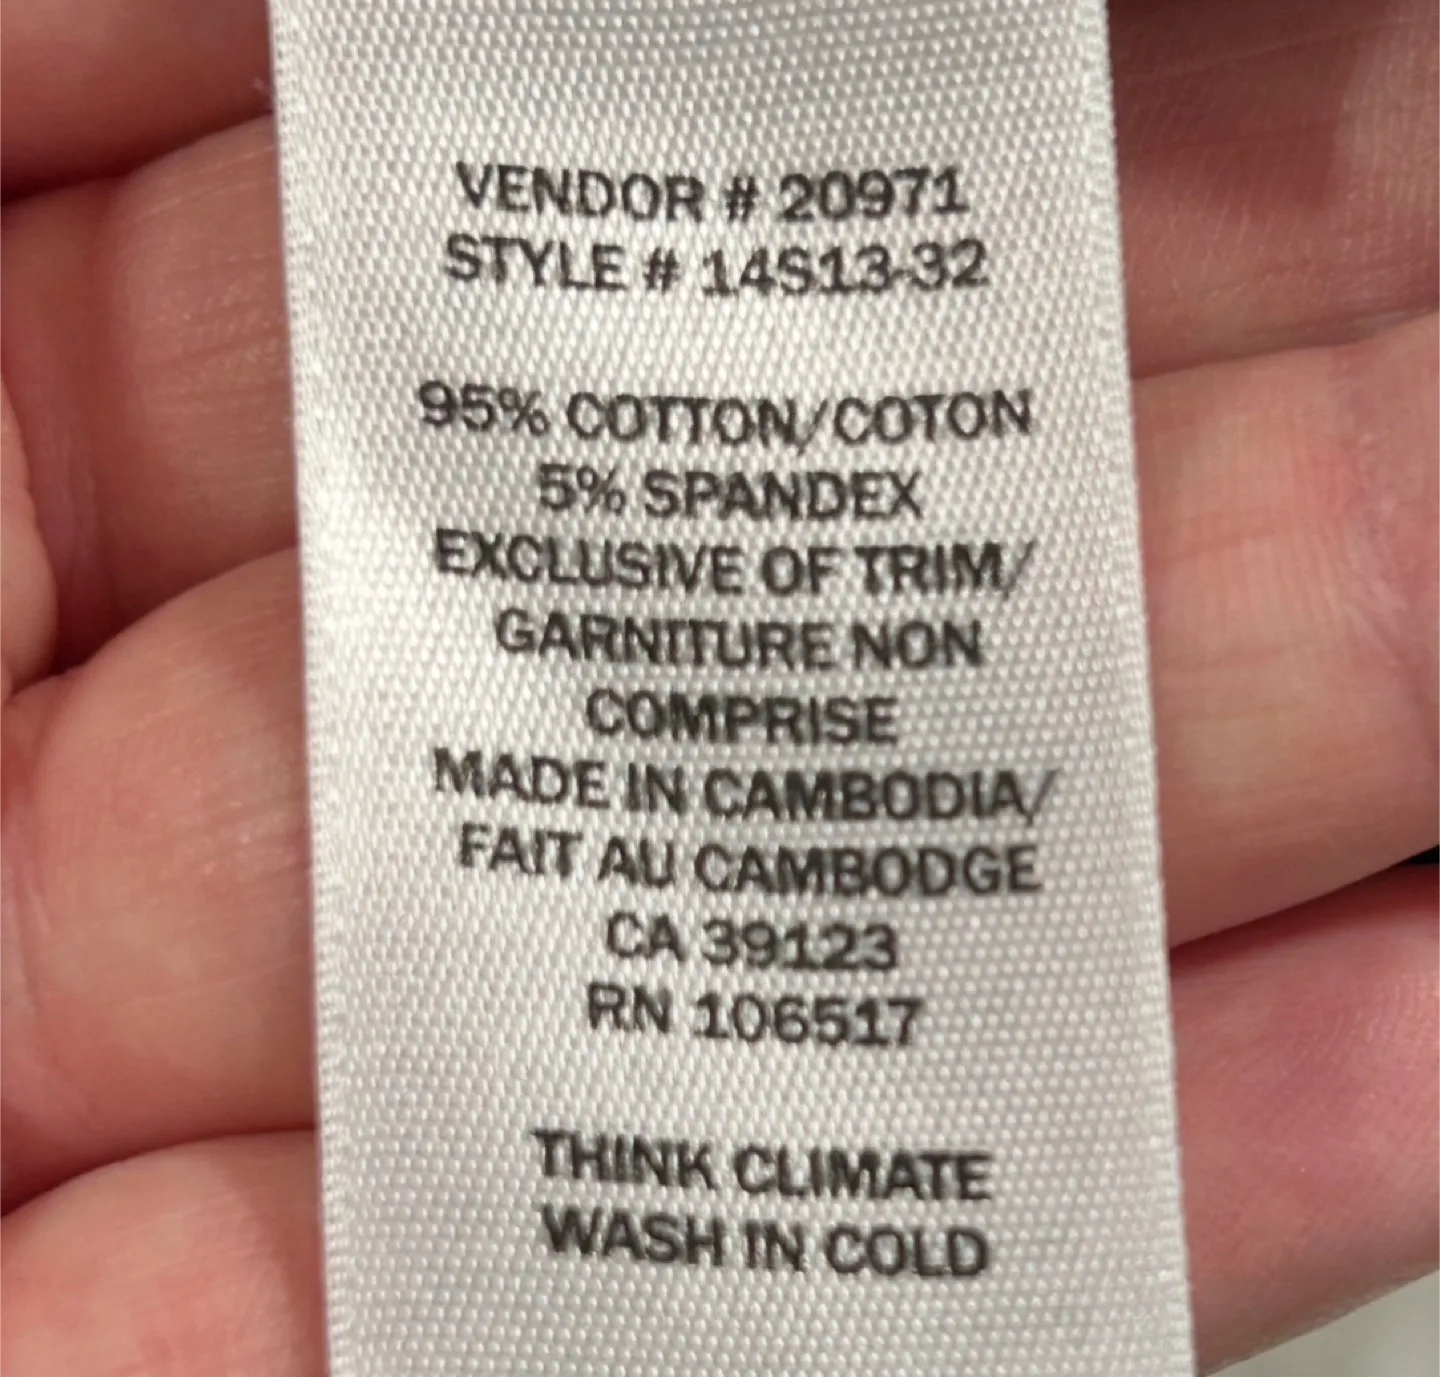 VENDOR # 20971
STYLE # 14S13-32
95% COTTON/COTON
5% SPANDEX
EXCLUSIVE OF TRIM/
GARNITURE NON
COMPRISE
MADE IN CAMBODIA/
FAIT AU CAMBODGE
CA 39123
RN 106517
THINK CLIMATE
WASH IN COLD